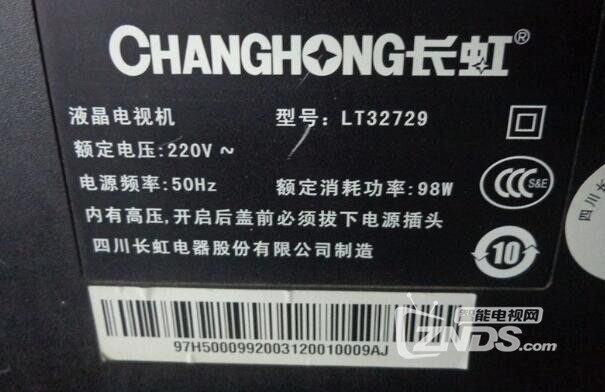 CHANGHONG长虹®
液晶电视机 型号：LT32729
额定电压:220V～
电源频率:50Hz 额定消耗功率:98W
CCC S&E
内有高压,开启后盖前必须拔下电源插头
四川长虹电器股份有限公司制造
10
四川长
97H5000992003120010009AJ
智能电视网
ZNDS.com